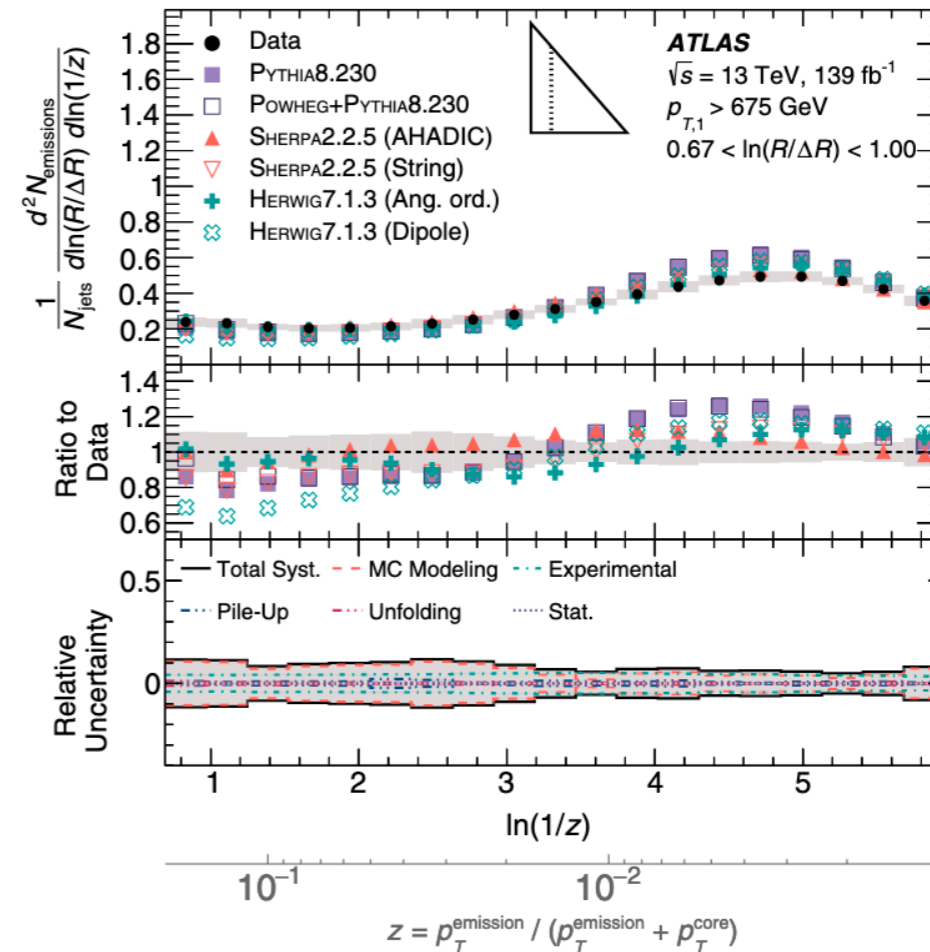 1.8
1.6
1.4
1.2
1
0.8
0.6
0.4
0.2
1/N_jets d²N_emissions / dln(R/ΔR) dln(1/z)
Data
PYTHIA8.230
POWHEG+PYTHIA8.230
SHERPA2.2.5 (AHADIC)
SHERPA2.2.5 (String)
HERWIG7.1.3 (Ang. ord.)
HERWIG7.1.3 (Dipole)
ATLAS
√s = 13 TeV, 139 fb⁻¹
p_T,1 > 675 GeV
0.67 < ln(R/ΔR) < 1.00
1.4
1.2
1.0
0.8
0.6
Ratio to
Data
0.5
0
Relative
Uncertainty
Total Syst. MC Modeling Experimental
Pile-Up Unfolding Stat.
1 2 3 4 5
ln(1/z)
10⁻¹ 10⁻²
z = p_T^emission / (p_T^emission + p_T^core)